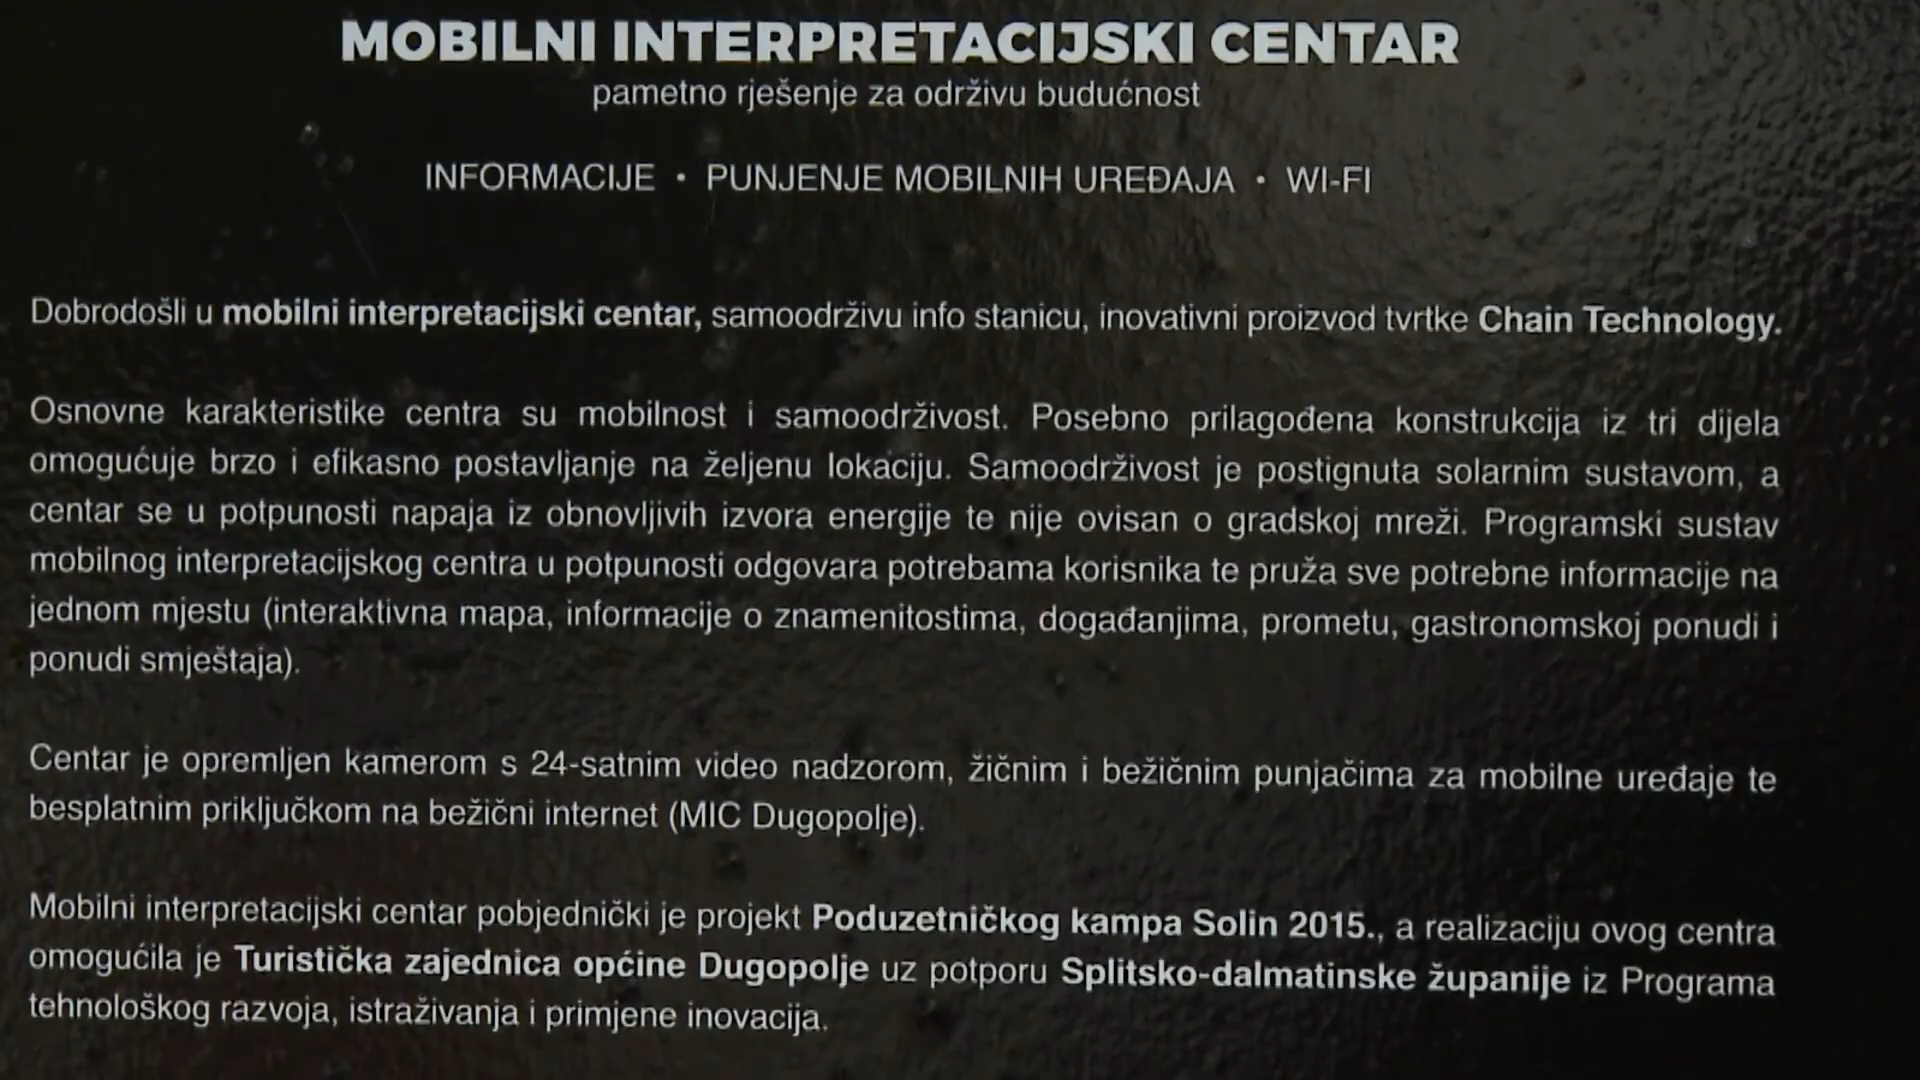 MOBILNI INTERPRETACIJSKI CENTAR
pametno rješenje za održivu budućnost
INFORMACIJE • PUNJENJE MOBILNIH UREĐAJA • WI-FI
Dobrodošli u mobilni interpretacijski centar, samoodrživu info stanicu, inovativni proizvod tvrtke Chain Technology.
Osnovne karakteristike centra su mobilnost i samoodrživost. Posebno prilagođena konstrukcija iz tri dijela
omogućuje brzo i efikasno postavljanje na željenu lokaciju. Samoodrživost je postignuta solarnim sustavom, a
centar se u potpunosti napaja iz obnovljivih izvora energije te nije ovisan o gradskoj mreži. Programski sustav
mobilnog interpretacijskog centra u potpunosti odgovara potrebama korisnika te pruža sve potrebne informacije na
jednom mjestu (interaktivna mapa, informacije o znamenitostima, događanjima, prometu, gastronomskoj ponudi i
ponudi smještaja).
Centar je opremljen kamerom s 24-satnim video nadzorom, žičnim i bežičnim punjačima za mobilne uređaje te
besplatnim priključkom na bežični internet (MIC Dugopolje).
Mobilni interpretacijski centar pobjednički je projekt Poduzetničkog kampa Solin 2015., a realizaciju ovog centra
omogućila je Turistička zajednica općine Dugopolje uz potporu Splitsko-dalmatinske županije iz Programa
tehnološkog razvoja, istraživanja i primjene inovacija.